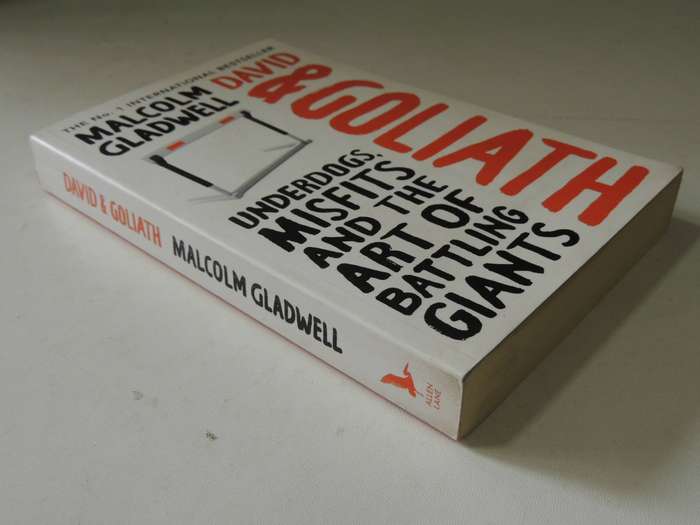 THE No. 1 INTERNATIONAL BESTSELLER
MALCOLM
GLADWELL
DAVID
&GOLIATH
UNDERDOGS,
MISFITS
AND THE
ART OF
BATTLING
GIANTS
DAVID & GOLIATH MALCOLM GLADWELL
ALLEN
LANE